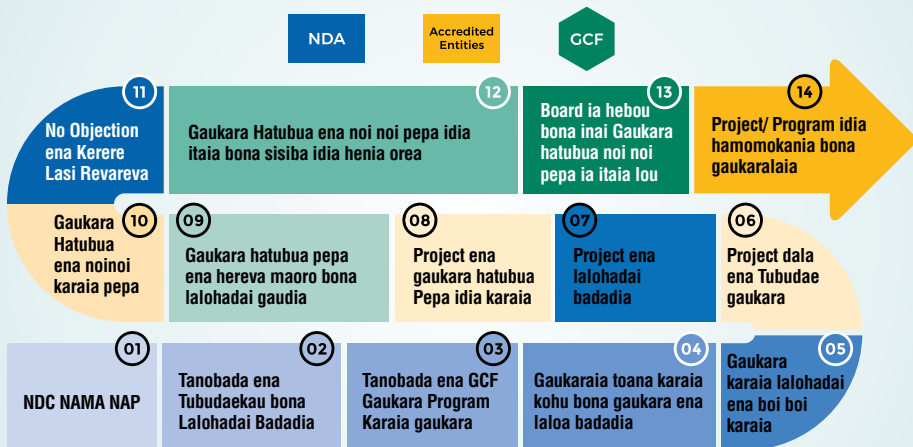 NDA
Accredited
Entities
GCF
11
No Objection
ena Kerere
Lasi Revareva
12
Gaukara Hatubua ena noi noi pepa idia
itaia bona sisiba idia henia orea
13
Board ia hebou
bona inai Gaukara
hatubua noi noi
pepa ia itaia lou
14
Project/ Program idia
hamomokania bona
gaukaralaia
10
Gaukara
Hatubua
ena noinoi
karaia pepa
09
Gaukara hatubua pepa
ena hereva maoro bona
lalohadai gaudia
08
Project ena
gaukara hatubua
Pepa idia karaia
07
Project ena
lalohadai
badadia
06
Project dala
ena Tubudae
gaukara
01
NDC NAMA NAP
02
Tanobada ena
Tubudaekau bona
Lalohadai Badadia
03
Tanobada ena GCF
Gaukara Program
Karaia gaukara
04
Gaukaraia toana karaia
kohu bona gaukara ena
laloa badadia
05
Gaukara
karaia lalohadai
ena boi boi
karaia